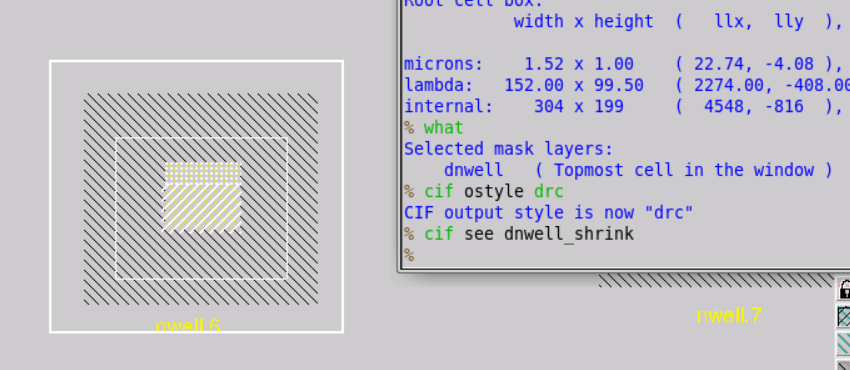 Root cell box:
width x height ( llx, lly ),
microns: 1.52 x 1.00 ( 22.74, -4.08 ),
lambda: 152.00 x 99.50 ( 2274.00, -408.00
internal: 304 x 199 ( 4548, -816 ),
% what
Selected mask layers:
dnwell ( Topmost cell in the window )
% cif ostyle drc
CIF output style is now "drc"
% cif see dnwell_shrink
%
nwell.6
nwell.7